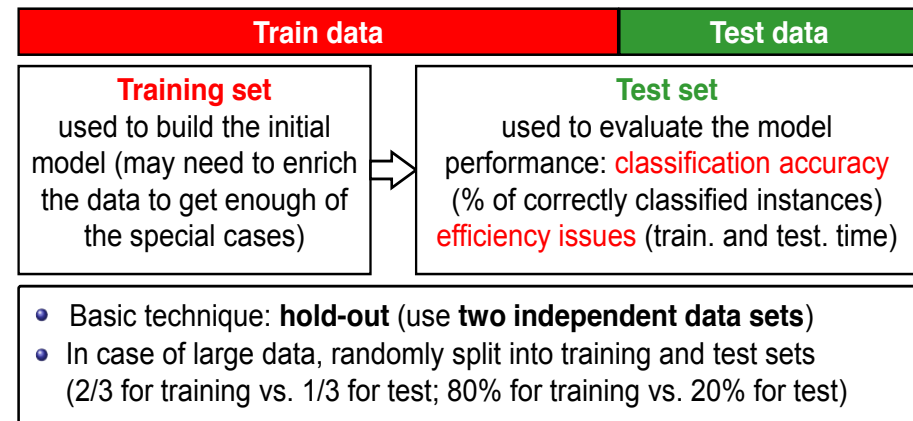 Train data
Test data
Training set
used to build the initial
model (may need to enrich
the data to get enough of
the special cases)
Test set
used to evaluate the model
performance: classification accuracy
(% of correctly classified instances)
efficiency issues (train. and test. time)
Basic technique: hold-out (use two independent data sets)
In case of large data, randomly split into training and test sets
(2/3 for training vs. 1/3 for test; 80% for training vs. 20% for test)